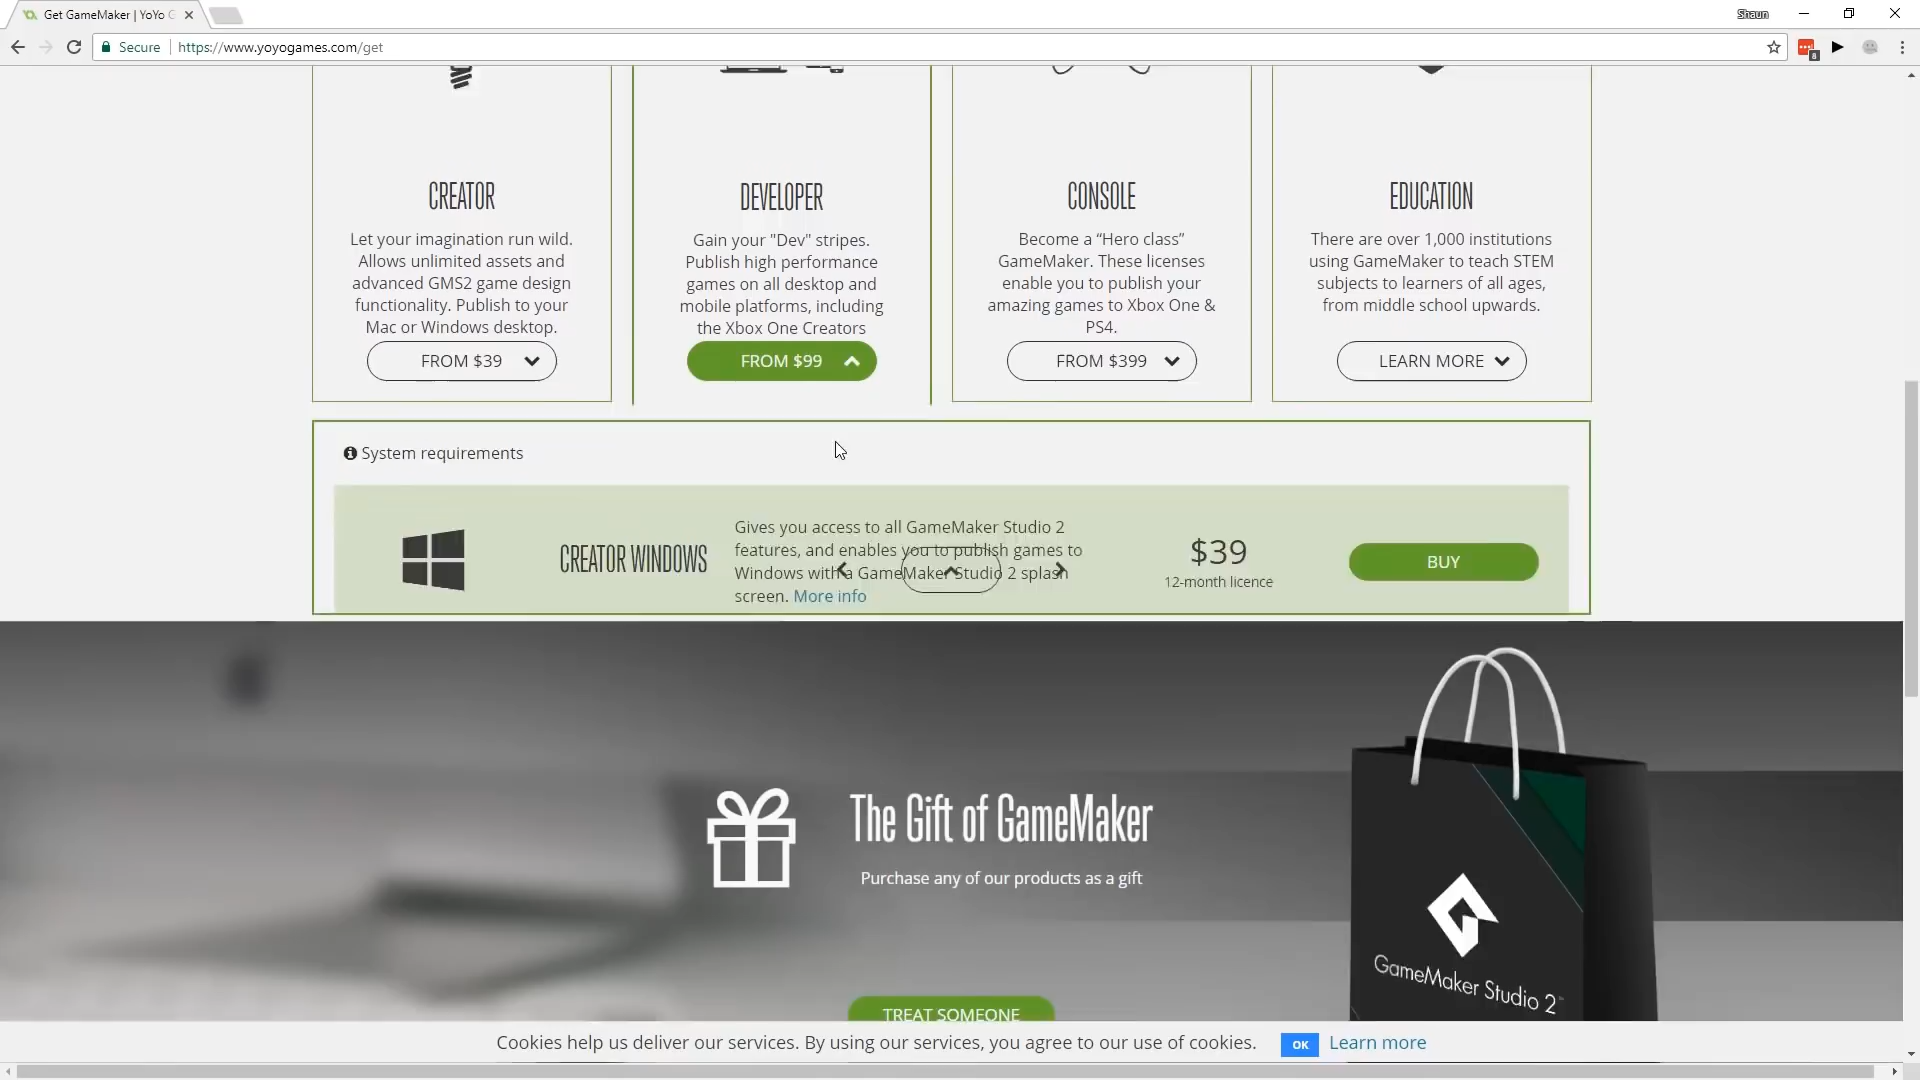 Get GameMaker | YoYo G
Shaun
Secure
https://www.yoyogames.com/get
8
CREATOR
Let your imagination run wild.
Allows unlimited assets and
advanced GMS2 game design
functionality. Publish to your
Mac or Windows desktop.
FROM $39
DEVELOPER
Gain your "Dev" stripes.
Publish high performance
games on all desktop and
mobile platforms, including
the Xbox One Creators
FROM $99
CONSOLE
Become a “Hero class”
GameMaker. These licenses
enable you to publish your
amazing games to Xbox One &
PS4.
FROM $399
EDUCATION
There are over 1,000 institutions
using GameMaker to teach STEM
subjects to learners of all ages,
from middle school upwards.
LEARN MORE
System requirements
CREATOR WINDOWS
Gives you access to all GameMaker Studio 2
features, and enables you to publish games to
Windows with a GameMaker Studio 2 splash
screen. More info
$39
12-month licence
BUY
The Gift of GameMaker
Purchase any of our products as a gift
TREAT SOMEONE
GameMaker Studio 2
Cookies help us deliver our services. By using our services, you agree to our use of cookies.
OK
Learn more